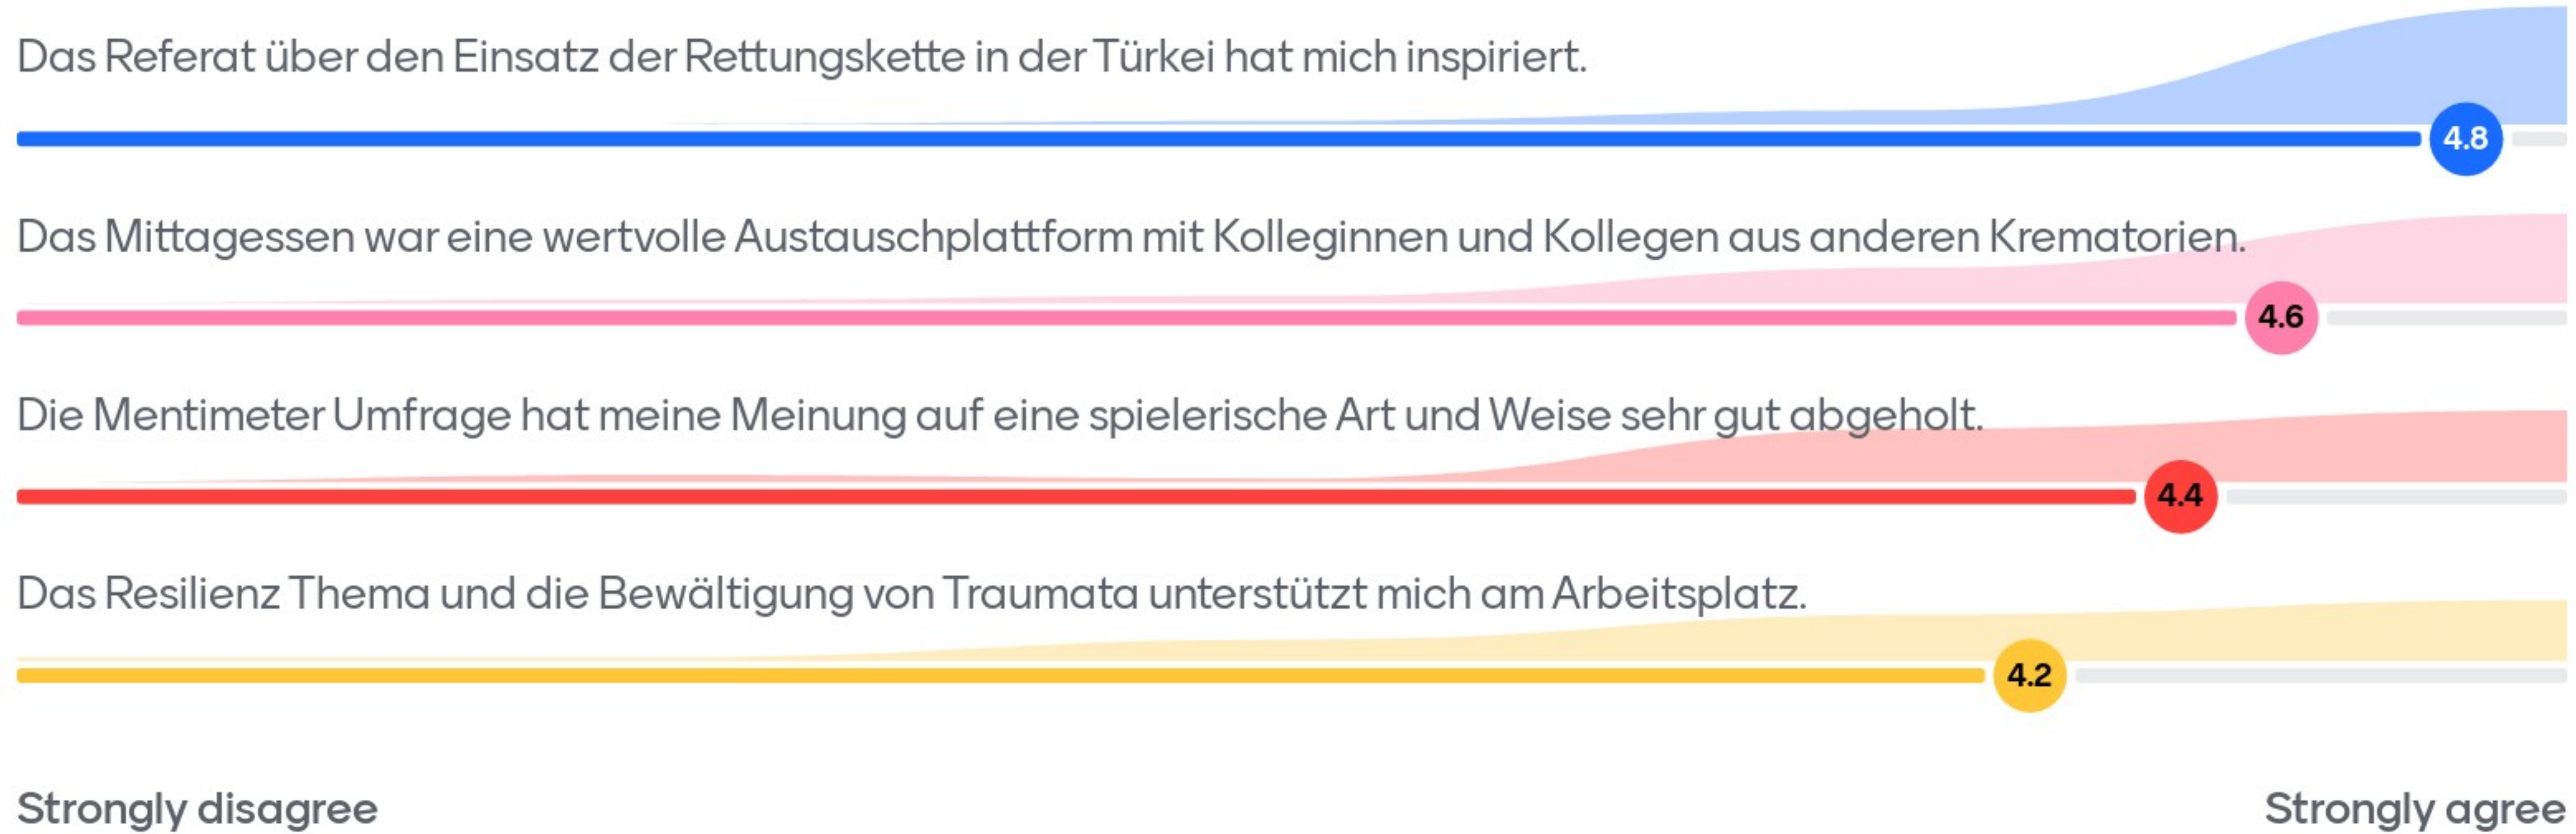 Das Referat über den Einsatz der Rettungskette in der Türkei hat mich inspiriert.
4.8
Das Mittagessen war eine wertvolle Austauschplattform mit Kolleginnen und Kollegen aus anderen Krematorien.
4.6
Die Mentimeter Umfrage hat meine Meinung auf eine spielerische Art und Weise sehr gut abgeholt.
4.4
Das Resilienz Thema und die Bewältigung von Traumata unterstützt mich am Arbeitsplatz.
4.2
Strongly disagree
Strongly agree